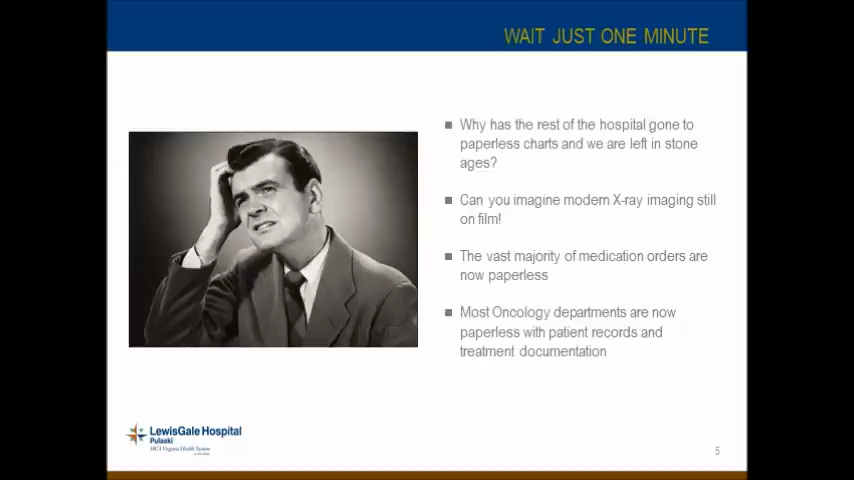 WAIT JUST ONE MINUTE
Why has the rest of the hospital gone to
paperless charts and we are left in stone
ages?
Can you imagine modern X-ray imaging still
on film!
The vast majority of medication orders are
now paperless
Most Oncology departments are now
paperless with patient records and
treatment documentation
LewisGale Hospital
Pulaski
HCA Virginia Health System
5